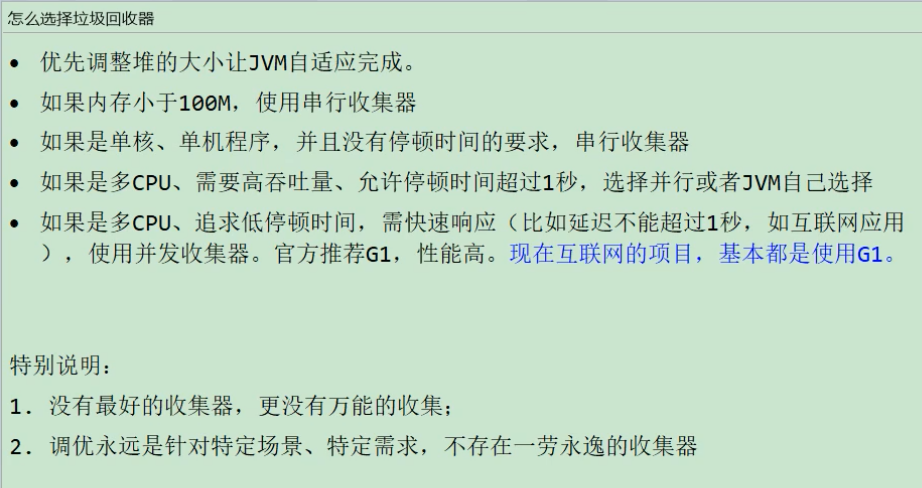 怎么选择垃圾回收器
• 优先调整堆的大小让JVM自适应完成。
• 如果内存小于100M，使用串行收集器
• 如果是单核、单机程序，并且没有停顿时间的要求，串行收集器
• 如果是多CPU、需要高吞吐量、允许停顿时间超过1秒，选择并行或者JVM自己选择
• 如果是多CPU、追求低停顿时间，需快速响应（比如延迟不能超过1秒，如互联网应用
），使用并发收集器。官方推荐G1，性能高。现在互联网的项目，基本都是使用G1。
特别说明：
1. 没有最好的收集器，更没有万能的收集；
2. 调优永远是针对特定场景、特定需求，不存在一劳永逸的收集器